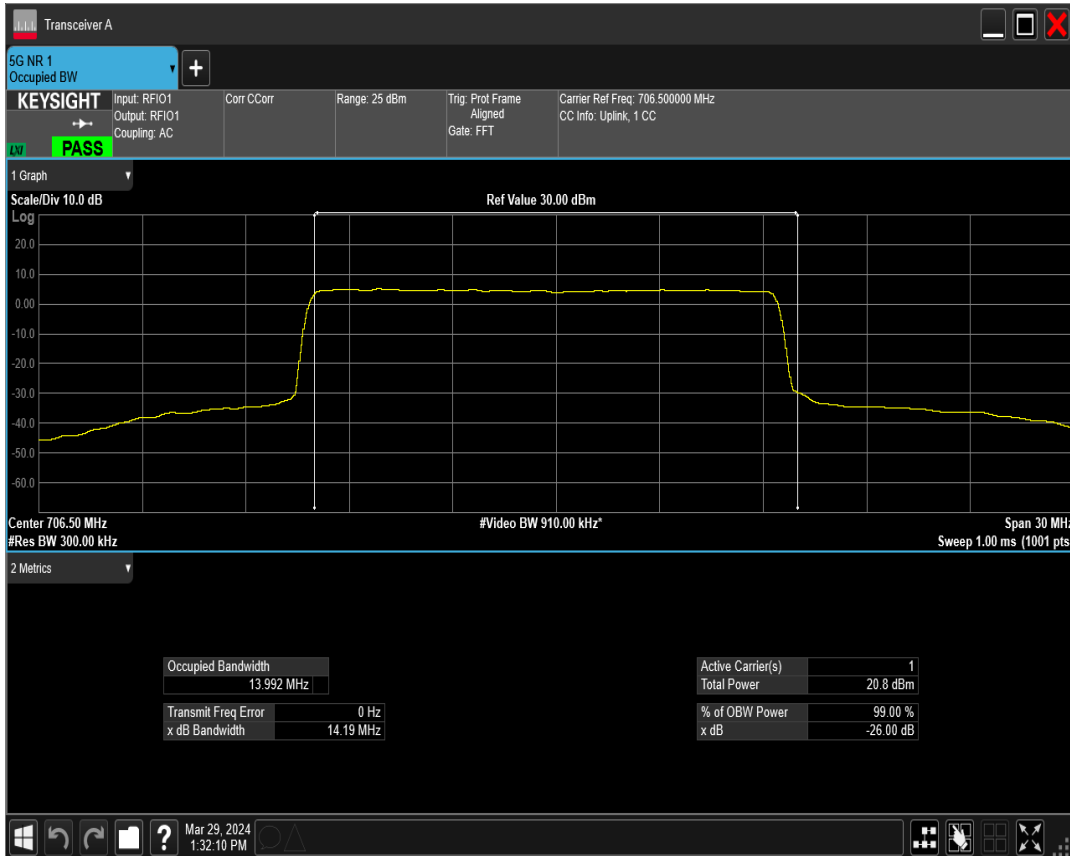 Transceiver A
5G NR 1
Occupied BW
+
KEYSIGHT
LXI
PASS
Input: RFIO1
Output: RFIO1
Coupling: AC
Corr CCorr
Range: 25 dBm
Trig: Prot Frame
Aligned
Gate: FFT
Carrier Ref Freq: 706.500000 MHz
CC Info: Uplink, 1 CC
1 Graph
Scale/Div 10.0 dB
Ref Value 30.00 dBm
Log
20.0
10.0
0.00
-10.0
-20.0
-30.0
-40.0
-50.0
-60.0
Center 706.50 MHz
#Video BW 910.00 kHz*
Span 30 MHz
#Res BW 300.00 kHz
Sweep 1.00 ms (1001 pts
2 Metrics
Occupied Bandwidth
13.992 MHz
Transmit Freq Error 0 Hz
x dB Bandwidth 14.19 MHz
Active Carrier(s) 1
Total Power 20.8 dBm
% of OBW Power 99.00 %
x dB -26.00 dB
?
Mar 29, 2024
1:32:10 PM